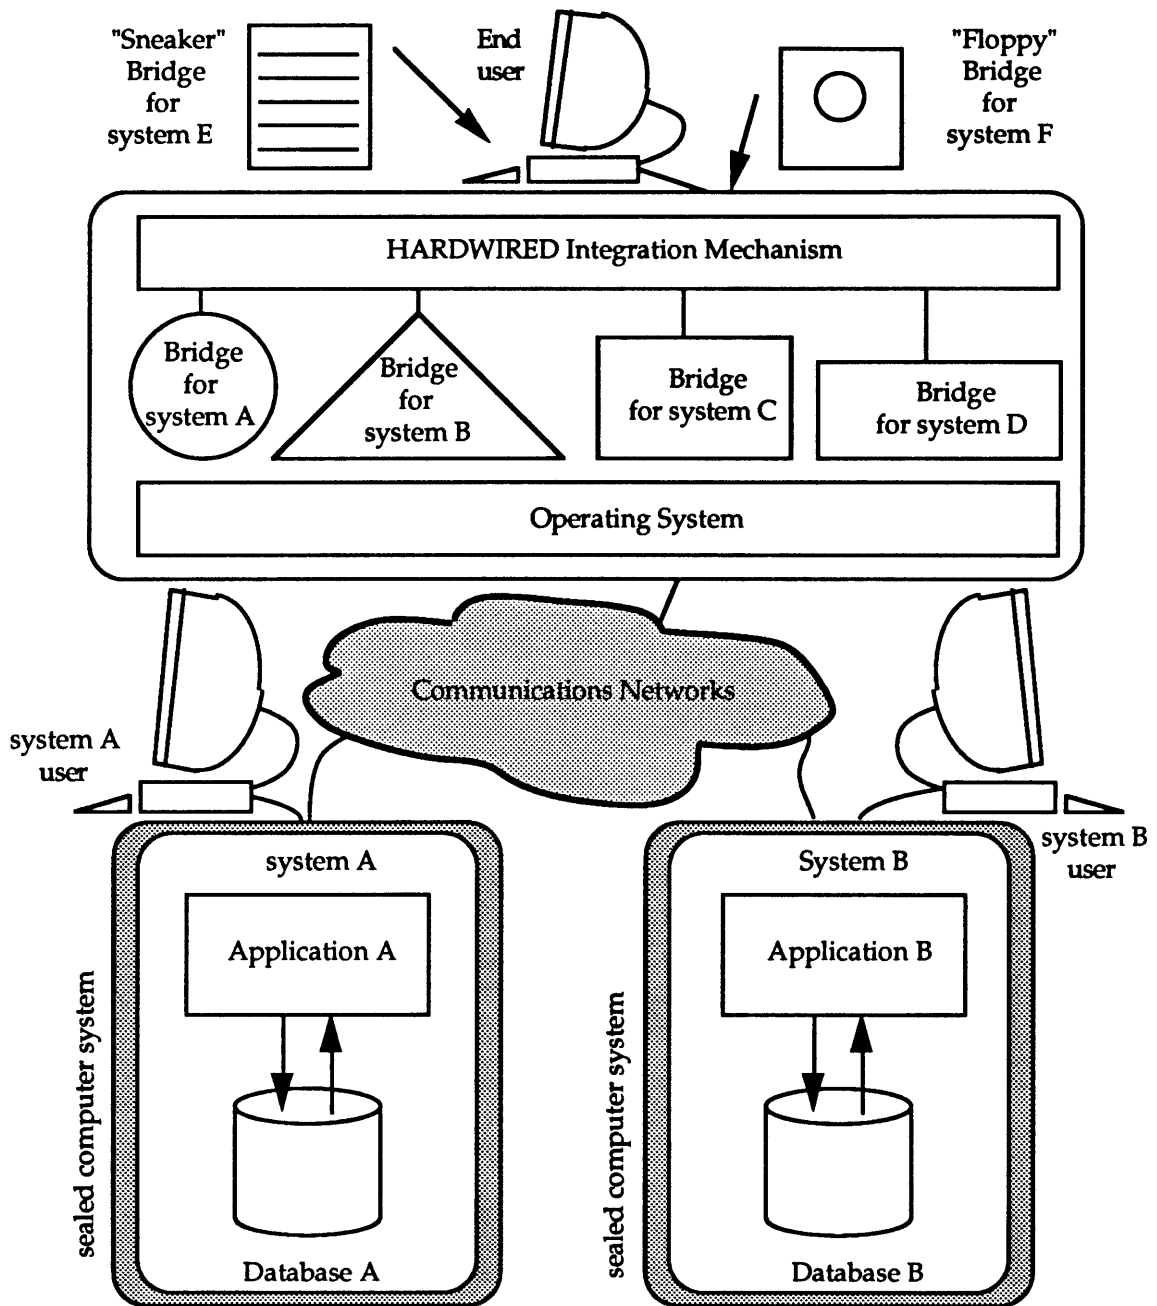 "Sneaker"
Bridge
for
system E
End
user
"Floppy"
Bridge
for
system F
HARDWIRED Integration Mechanism
Bridge
for
system A
Bridge
for
system B
Bridge
for system C
Bridge
for system D
Operating System
Communications Networks
system A
user
system B
user
system A
Application A
Database A
sealed computer system
System B
Application B
Database B
sealed computer system